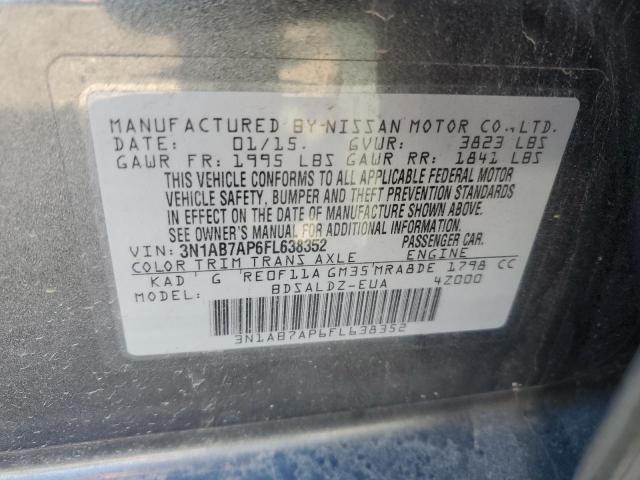 MANUFACTURED BY-NISSAN MOTOR CO.,LTD.
DATE: 01/15. GVWR: 3823 LBS
GAWR FR: 1995 LBS GAWR RR: 1841 LBS
THIS VEHICLE CONFORMS TO ALL APPLICABLE FEDERAL MOTOR
VEHICLE SAFETY, BUMPER AND THEFT PREVENTION STANDARDS
IN EFFECT ON THE DATE OF MANUFACTURE SHOWN ABOVE.
SEE OWNER'S MANUAL FOR ADDITIONAL INFORMATION.
VIN: 3N1AB7AP6FL638352 PASSENGER CAR.
COLOR TRIM TRANS AXLE ENGINE
KAD G RE0F11A GM35 MRA8DE 1798 CC
MODEL: BDSALDZ-EUA 4Z000
3N1AB7AP6FL638352